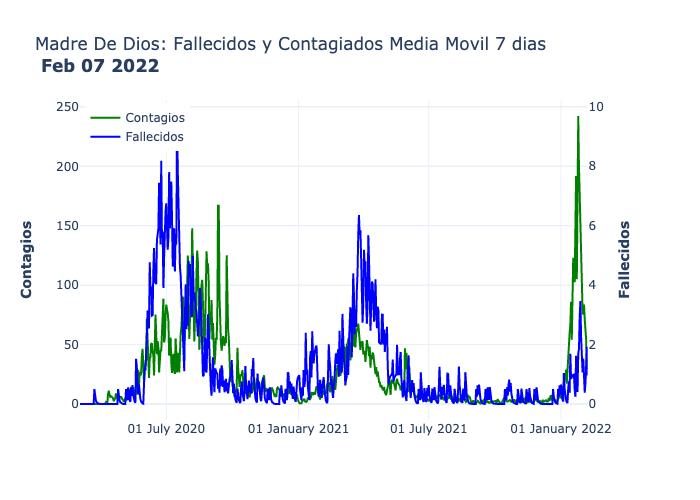 Madre De Dios: Fallecidos y Contagiados Media Movil 7 dias
Feb 07 2022
250
200
150
100
50
0
10
8
6
4
2
0
Contagios
Fallecidos
Contagios
Fallecidos
01 July 2020
01 January 2021
01 July 2021
01 January 2022